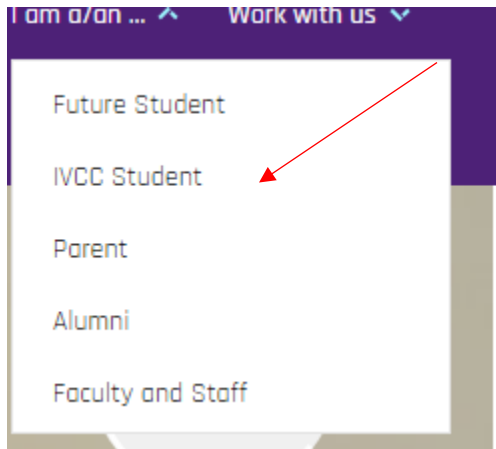 I am a/an ... Work with us
Future Student
IVCC Student
Parent
Alumni
Faculty and Staff